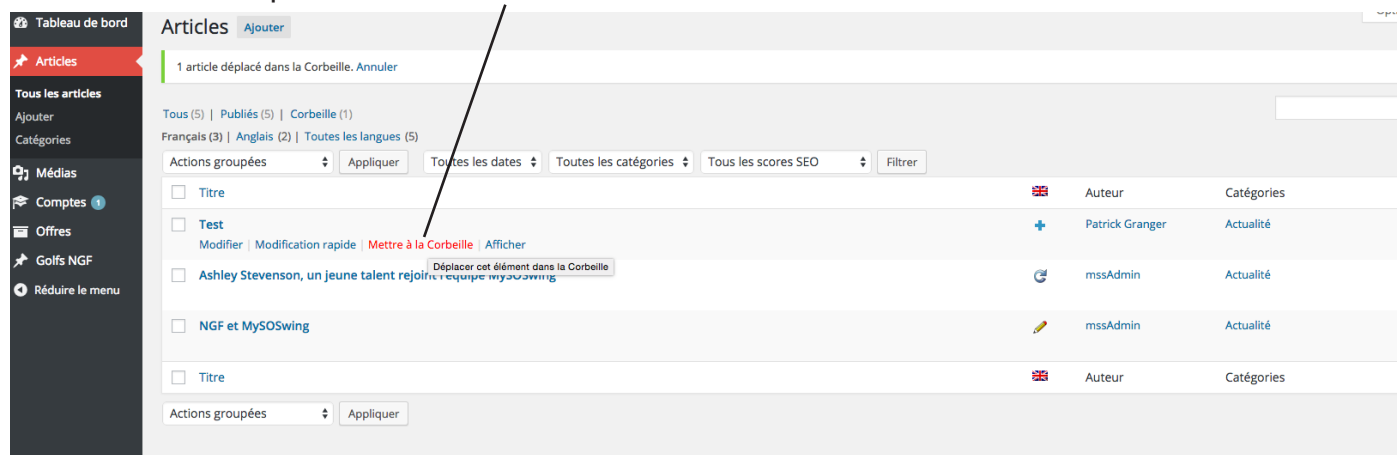 Tableau de bord
Articles Ajouter
Articles
1 article déplacé dans la Corbeille. Annuler
Tous les articles
Ajouter
Catégories
Tous (5) | Publiés (5) | Corbeille (1)
Français (3) | Anglais (2) | Toutes les langues (5)
Actions groupées Appliquer Toutes les dates Toutes les catégories Tous les scores SEO Filtrer
Médias
Comptes 1
Offres
Golfs NGF
Réduire le menu
Titre Auteur Catégories
Test Patrick Granger Actualité
Modifier | Modification rapide | Mettre à la Corbeille | Afficher
Déplacer cet élément dans la Corbeille
Ashley Stevenson, un jeune talent rejoint l'équipe MySOSwing mssAdmin Actualité
NGF et MySOSwing mssAdmin Actualité
Titre Auteur Catégories
Actions groupées Appliquer